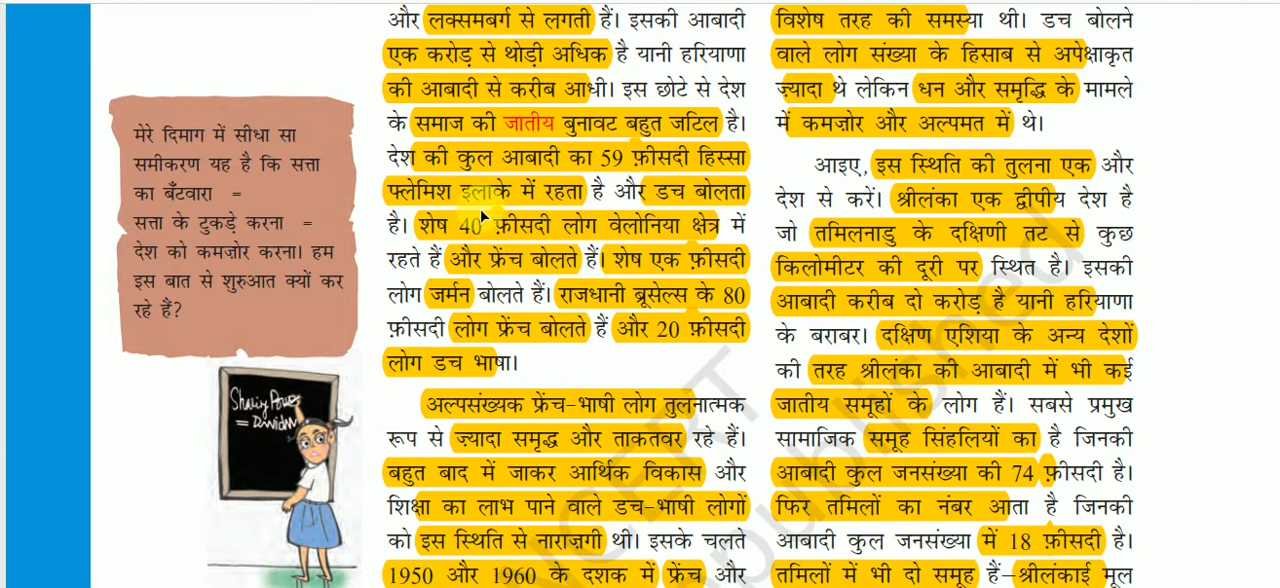 मेरे दिमाग में सीधा सा
समीकरण यह है कि सत्ता
का बँटवारा =
सत्ता के टुकड़े करना =
देश को कमज़ोर करना। हम
इस बात से शुरुआत क्यों कर
रहे हैं?
Sharing Power
= Dividin
और लक्समबर्ग से लगती हैं। इसकी आबादी
एक करोड़ से थोड़ी अधिक है यानी हरियाणा
की आबादी से करीब आधी। इस छोटे से देश
के समाज की जातीय बुनावट बहुत जटिल है।
देश की कुल आबादी का 59 फ़ीसदी हिस्सा
फ्लेमिश इलाके में रहता है और डच बोलता
है। शेष 40 फ़ीसदी लोग वेलोनिया क्षेत्र में
रहते हैं और फ्रेंच बोलते हैं। शेष एक फ़ीसदी
लोग जर्मन बोलते हैं। राजधानी ब्रूसेल्स के 80
फ़ीसदी लोग फ्रेंच बोलते हैं और 20 फ़ीसदी
लोग डच भाषा।
अल्पसंख्यक फ्रेंच-भाषी लोग तुलनात्मक
रूप से ज्यादा समृद्ध और ताकतवर रहे हैं।
बहुत बाद में जाकर आर्थिक विकास और
शिक्षा का लाभ पाने वाले डच-भाषी लोगों
को इस स्थिति से नाराज़गी थी। इसके चलते
1950 और 1960 के दशक में फ्रेंच और
विशेष तरह की समस्या थी। डच बोलने
वाले लोग संख्या के हिसाब से अपेक्षाकृत
ज़्यादा थे लेकिन धन और समृद्धि के मामले
में कमज़ोर और अल्पमत में थे।
आइए, इस स्थिति की तुलना एक और
देश से करें। श्रीलंका एक द्वीपीय देश है
जो तमिलनाडु के दक्षिणी तट से कुछ
किलोमीटर की दूरी पर स्थित है। इसकी
आबादी करीब दो करोड़ है यानी हरियाणा
के बराबर। दक्षिण एशिया के अन्य देशों
की तरह श्रीलंका की आबादी में भी कई
जातीय समूहों के लोग हैं। सबसे प्रमुख
सामाजिक समूह सिंहलियों का है जिनकी
आबादी कुल जनसंख्या की 74 फ़ीसदी है।
फिर तमिलों का नंबर आता है जिनकी
आबादी कुल जनसंख्या में 18 फ़ीसदी है।
तमिलों में भी दो समूह हैं–श्रीलंकाई मूल
NCERT
republished